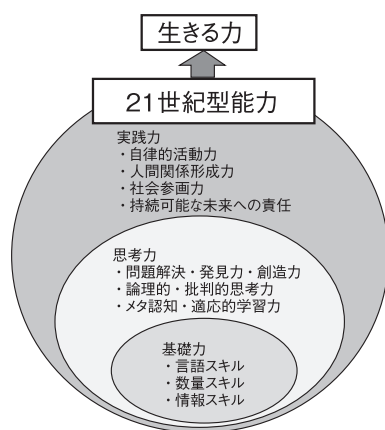 生きる力
21世紀型能力
実践力
・自律的活動力
・人間関係形成力
・社会参画力
・持続可能な未来への責任
思考力
・問題解決・発見力・創造力
・論理的・批判的思考力
・メタ認知・適応的学習力
基礎力
・言語スキル
・数量スキル
・情報スキル